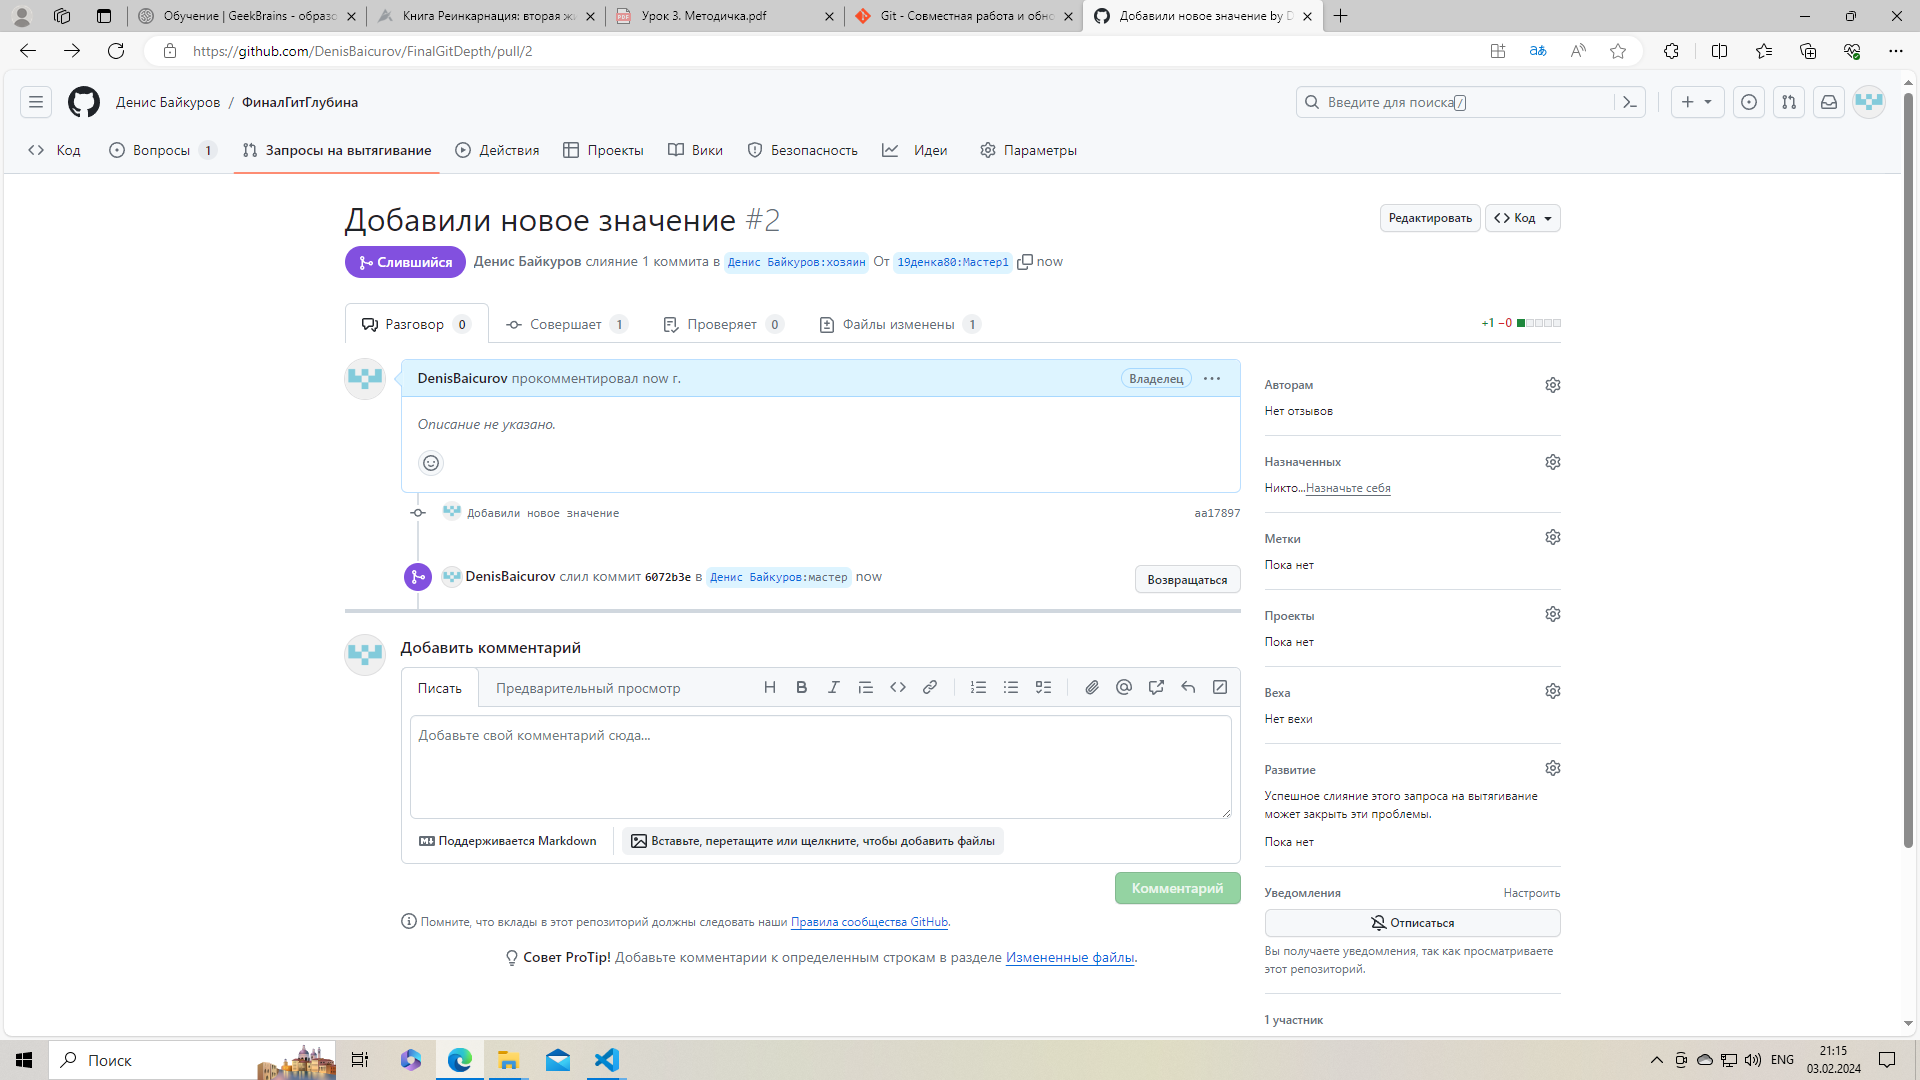 Обучение | GeekBrains - образо
Книга Реинкарнация: вторая жи
Урок 3. Методичка.pdf
Git - Совместная работа и обно
Добавили новое значение by D
https://github.com/DenisBaicurov/FinalGitDepth/pull/2
Денис Байкуров / ФиналГитГлубина
Введите для поиска /
Код
Вопросы 1
Запросы на вытягивание
Действия
Проекты
Вики
Безопасность
Идеи
Параметры
Добавили новое значение #2
Редактировать
Код
Слившийся
Денис Байкуров слияние 1 коммита в Денис Байкуров:хозяин От 19денка80:Мастер1 now
Разговор 0
Совершает 1
Проверяет 0
Файлы изменены 1
+1 −0
DenisBaicurov прокомментировал now г.
Владелец
Описание не указано.
Добавили новое значение
aa17897
DenisBaicurov слил коммит 6072b3e в Денис Байкуров:мастер now
Возвращаться
Добавить комментарий
Писать
Предварительный просмотр
Добавьте свой комментарий сюда...
Поддерживается Markdown
Вставьте, перетащите или щелкните, чтобы добавить файлы
Комментарий
Помните, что вклады в этот репозиторий должны следовать наши Правила сообщества GitHub.
Совет ProTip! Добавьте комментарии к определенным строкам в разделе Измененные файлы.
Авторам
Нет отзывов
Назначенных
Никто...Назначьте себя
Метки
Пока нет
Проекты
Пока нет
Веха
Нет вехи
Развитие
Успешное слияние этого запроса на вытягивание
может закрыть эти проблемы.
Пока нет
Уведомления
Настроить
Отписаться
Вы получаете уведомления, так как просматриваете
этот репозиторий.
1 участник
Поиск
ENG
21:15
03.02.2024